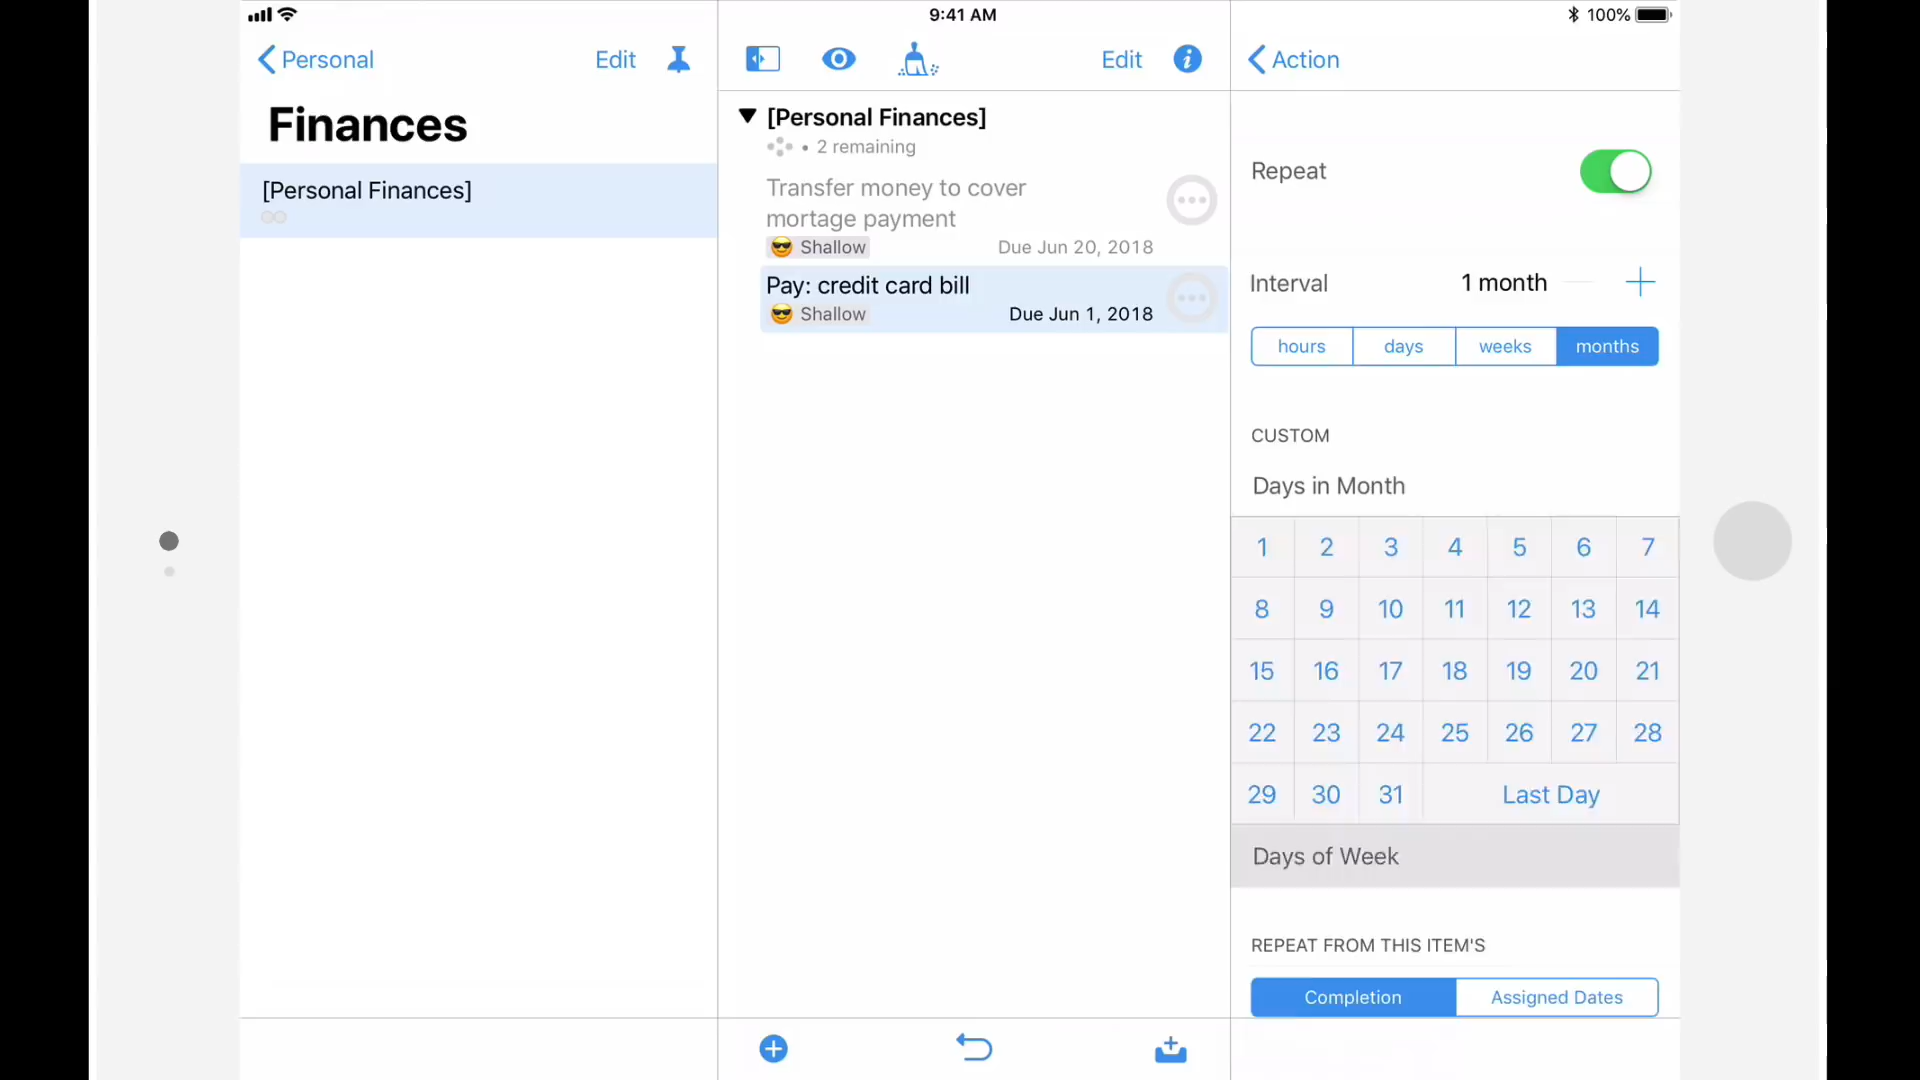 9:41 AM
100%
Personal
Edit
Edit
Action
Finances
[Personal Finances]
[Personal Finances]
• 2 remaining
Transfer money to cover
mortage payment
😎 Shallow
Due Jun 20, 2018
Pay: credit card bill
😎 Shallow
Due Jun 1, 2018
Repeat
Interval
1 month
hours
days
weeks
months
CUSTOM
Days in Month
1 2 3 4 5 6 7
8 9 10 11 12 13 14
15 16 17 18 19 20 21
22 23 24 25 26 27 28
29 30 31 Last Day
Days of Week
REPEAT FROM THIS ITEM'S
Completion
Assigned Dates